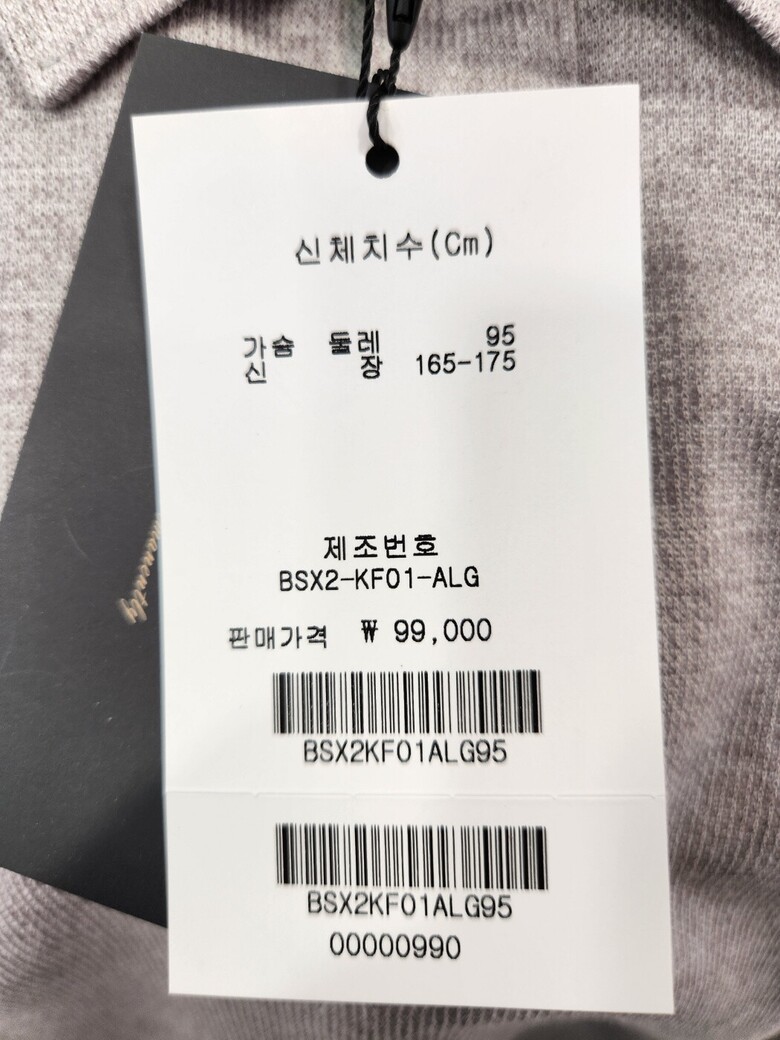 신체치수(Cm)
가슴 둘레 95
신 장 165-175
제조번호
BSX2-KF01-ALG
판매가격 ₩ 99,000
BSX2KF01ALG95
BSX2KF01ALG95
00000990